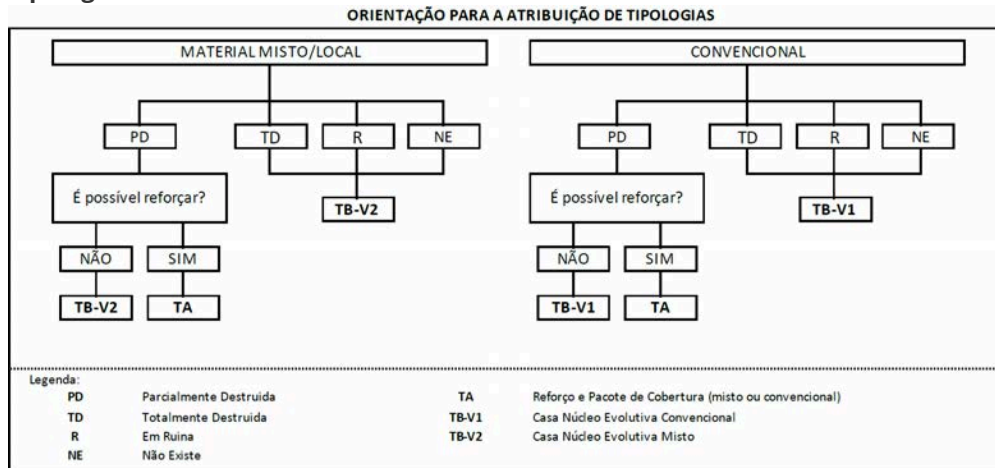 ORIENTAÇÃO PARA A ATRIBUIÇÃO DE TIPOLOGIAS
MATERIAL MISTO/LOCAL
PD TD R NE
É possível reforçar?
TB-V2
NÃO SIM
TB-V2 TA
CONVENCIONAL
PD TD R NE
É possível reforçar?
TB-V1
NÃO SIM
TB-V1 TA
Legenda:
PD Parcialmente Destruida
TD Totalmente Destruida
R Em Ruina
NE Não Existe
TA Reforço e Pacote de Cobertura (misto ou convencional)
TB-V1 Casa Núcleo Evolutiva Convencional
TB-V2 Casa Núcleo Evolutiva Misto